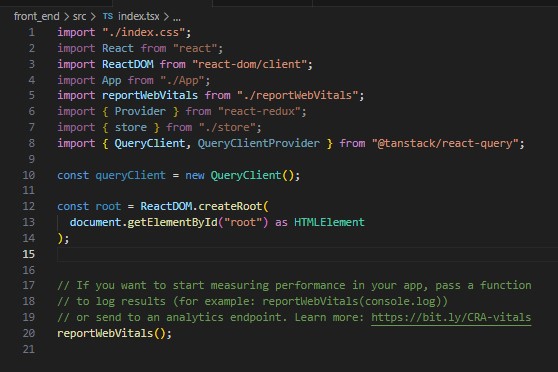 front_end > src > TS index.tsx > ...
1 import "./index.css";
2 import React from "react";
3 import ReactDOM from "react-dom/client";
4 import App from "./App";
5 import reportWebVitals from "./reportWebVitals";
6 import { Provider } from "react-redux";
7 import { store } from "./store";
8 import { QueryClient, QueryClientProvider } from "@tanstack/react-query";
9
10 const queryClient = new QueryClient();
11
12 const root = ReactDOM.createRoot(
13   document.getElementById("root") as HTMLElement
14 );
15
16
17 // If you want to start measuring performance in your app, pass a function
18 // to log results (for example: reportWebVitals(console.log))
19 // or send to an analytics endpoint. Learn more: https://bit.ly/CRA-vitals
20 reportWebVitals();
21